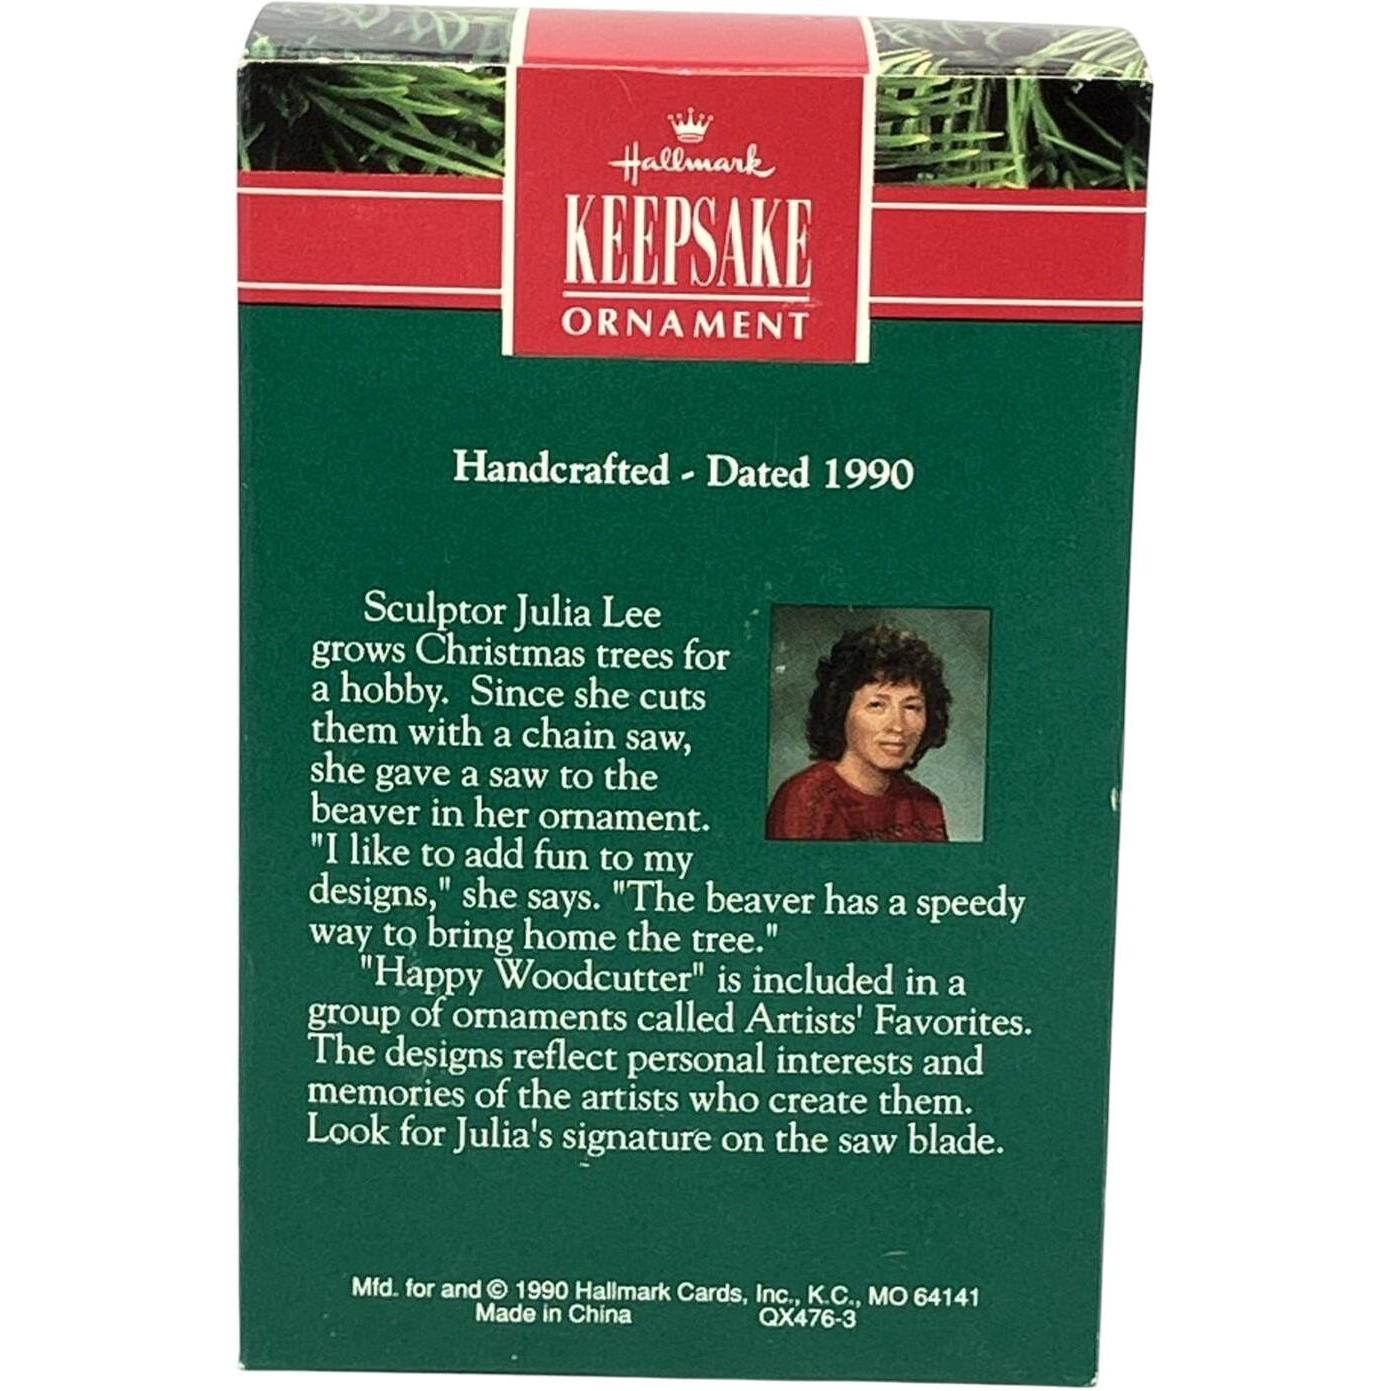 Hallmark
KEEPSAKE
ORNAMENT
Handcrafted - Dated 1990
Sculptor Julia Lee
grows Christmas trees for
a hobby. Since she cuts
them with a chain saw,
she gave a saw to the
beaver in her ornament.
"I like to add fun to my
designs," she says. "The beaver has a speedy
way to bring home the tree."
"Happy Woodcutter" is included in a
group of ornaments called Artists' Favorites.
The designs reflect personal interests and
memories of the artists who create them.
Look for Julia's signature on the saw blade.
Mfd. for and © 1990 Hallmark Cards, Inc., K.C., MO 64141
Made in China QX476-3